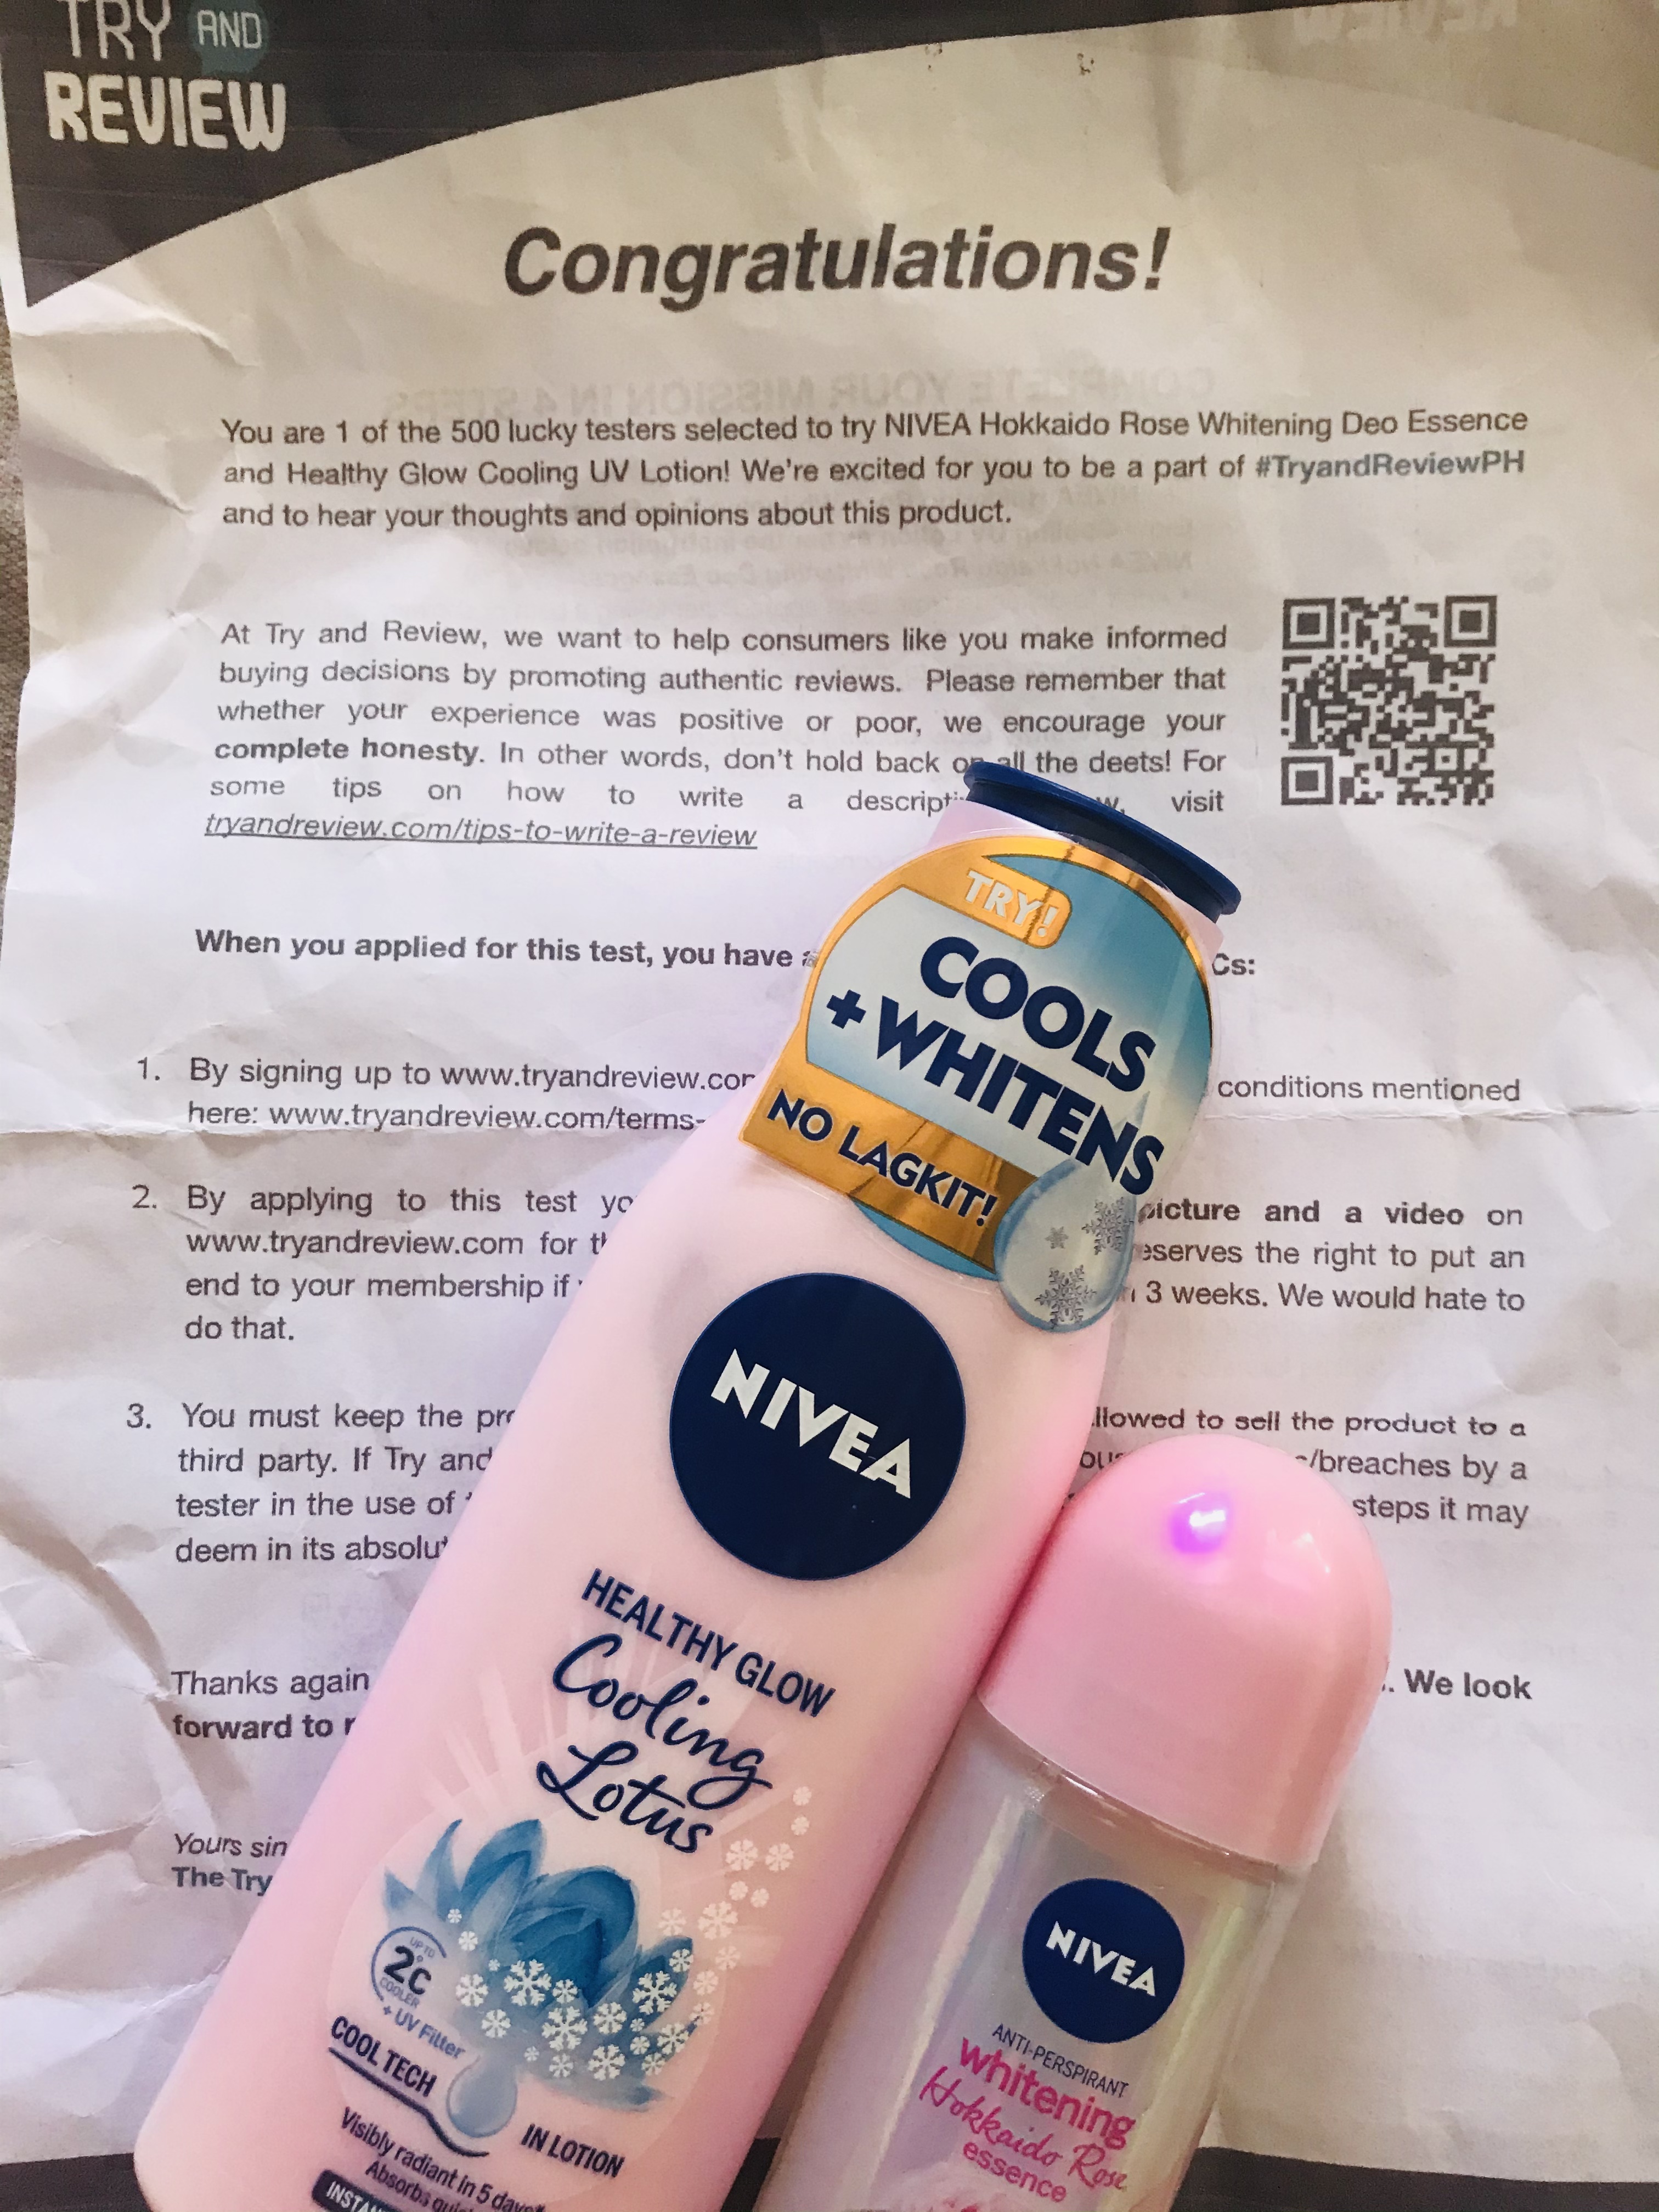 TRY AND
REVIEW
Congratulations!
You are 1 of the 500 lucky testers selected to try NIVEA Hokkaido Rose Whitening Deo Essence
and Healthy Glow Cooling UV Lotion! We're excited for you to be a part of #TryandReviewPH
and to hear your thoughts and opinions about this product.
At Try and Review, we want to help consumers like you make informed
buying decisions by promoting authentic reviews. Please remember that
whether your experience was positive or poor, we encourage your
complete honesty. In other words, don't hold back on all the deets! For
some tips on how to write a visit
tryandreview.com/tips-to-write-a-review
When you applied for this test, you have Cs:
1. By signing up to www.tryandreview.com conditions mentioned
here: www.tryandreview.com/terms-
2. By applying to this test picture and a video on
www.tryandreview.com for the right to put an
end to your membership if 3 weeks. We would hate to
do that.
3. You must keep the allowed to sell the product to a
third party. If Try and /breaches by a
tester in the use of steps it may
deem in its
Thanks again We look
forward to
Yours
The Try
TRY!
COOLS
+WHITENS
NO LAGKIT!
NIVEA
HEALTHY GLOW
Cooling
Lotus
UP TO
2°C
COOLER
+ UV Filter
COOL TECH
IN LOTION
Visibly radiant in 5 days*
Absorbs
NIVEA
ANTI-PERSPIRANT
whitening
Hokkaido Rose
essence